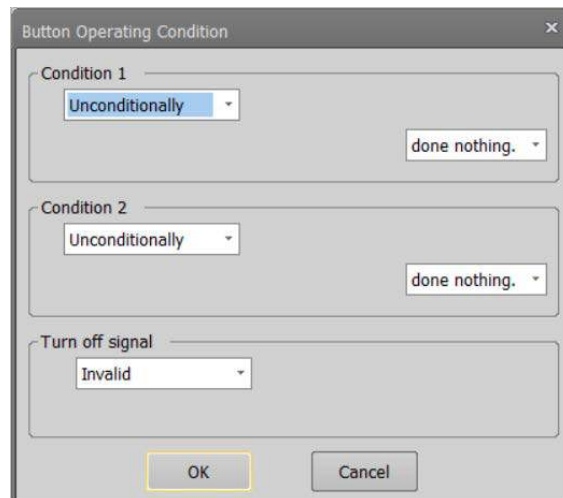 Button Operating Condition
Condition 1
Unconditionally
done nothing.
Condition 2
Unconditionally
done nothing.
Turn off signal
Invalid
OK Cancel